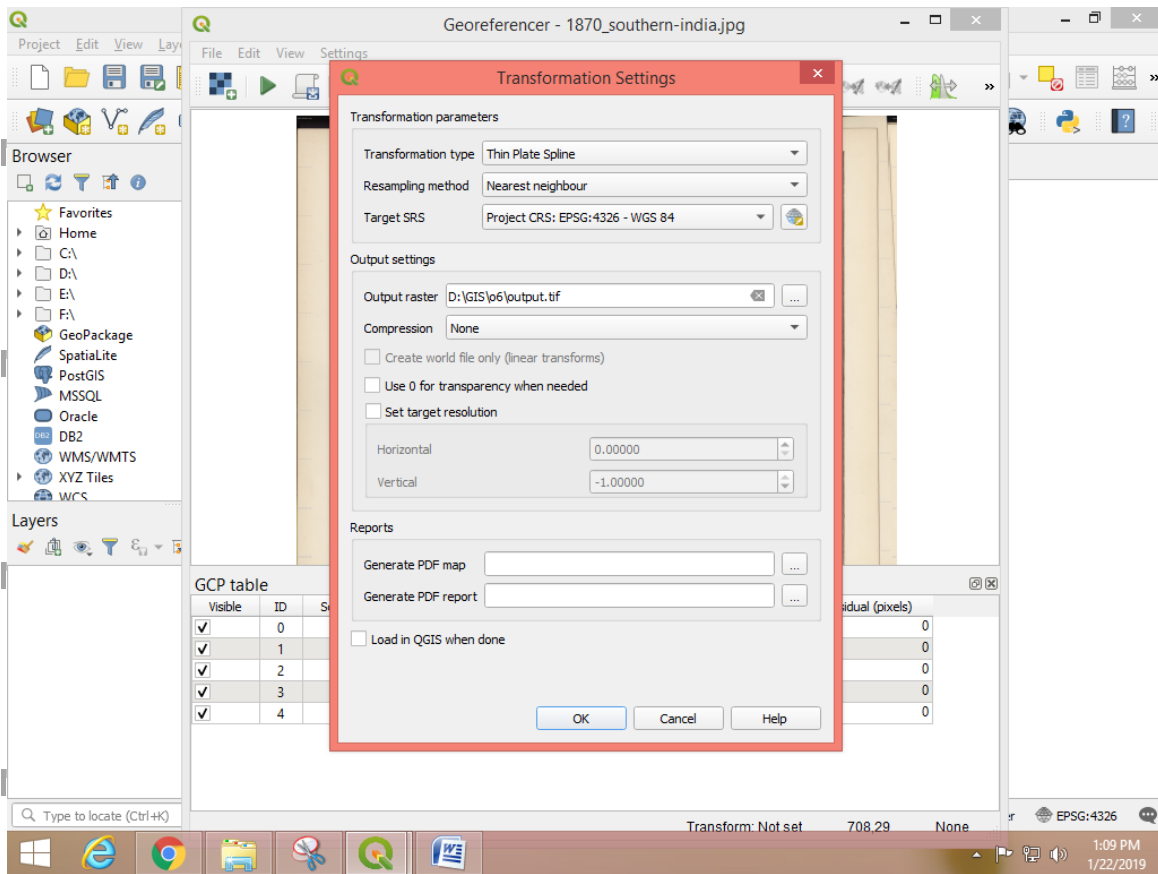 Georeferencer - 1870_southern-india.jpg
Project Edit View
File Edit View Settings
Transformation Settings
Transformation parameters
Transformation type Thin Plate Spline
Resampling method Nearest neighbour
Target SRS Project CRS: EPSG:4326 - WGS 84
Output settings
Output raster D:\GIS\o6\output.tif ...
Compression None
Create world file only (linear transforms)
Use 0 for transparency when needed
Set target resolution
Horizontal 0.00000
Vertical -1.00000
Reports
Generate PDF map ...
Generate PDF report ...
Load in QGIS when done
OK Cancel Help
Browser
Favorites
Home
C:\
D:\
E:\
F:\
GeoPackage
SpatiaLite
PostGIS
MSSQL
Oracle
DB2 DB2
WMS/WMTS
XYZ Tiles
WCS
Layers
GCP table
Visible ID (pixels)
0 0
1 0
2 0
3 0
4 0
Type to locate (Ctrl+K)
Transform: Not set 708,29 None
EPSG:4326
1:09 PM
1/22/2019